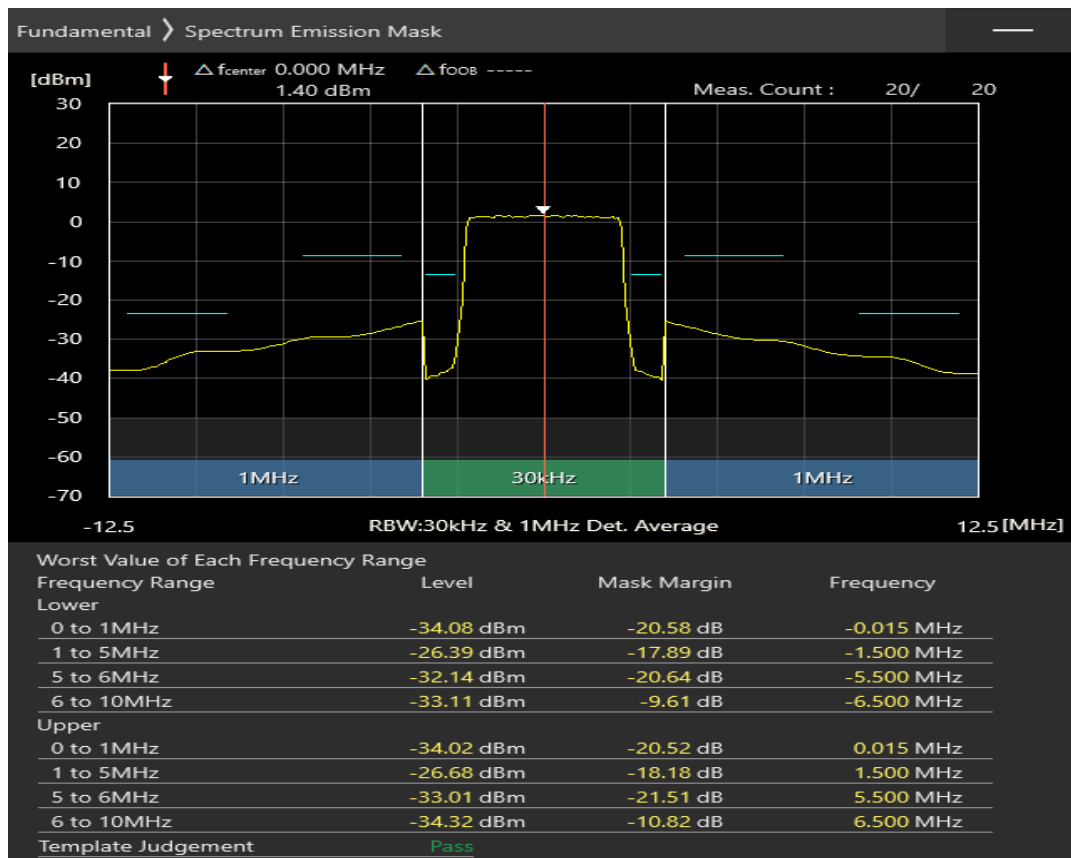 Fundamental ❯ Spectrum Emission Mask
[dBm] △ fcenter 0.000 MHz △ fOOB -----
1.40 dBm Meas. Count : 20/ 20
30
20
10
0
-10
-20
-30
-40
-50
-60
-70
1MHz 30kHz 1MHz
-12.5 RBW:30kHz & 1MHz Det. Average 12.5 [MHz]
Worst Value of Each Frequency Range
Frequency Range Level Mask Margin Frequency
Lower
0 to 1MHz -34.08 dBm -20.58 dB -0.015 MHz
1 to 5MHz -26.39 dBm -17.89 dB -1.500 MHz
5 to 6MHz -32.14 dBm -20.64 dB -5.500 MHz
6 to 10MHz -33.11 dBm -9.61 dB -6.500 MHz
Upper
0 to 1MHz -34.02 dBm -20.52 dB 0.015 MHz
1 to 5MHz -26.68 dBm -18.18 dB 1.500 MHz
5 to 6MHz -33.01 dBm -21.51 dB 5.500 MHz
6 to 10MHz -34.32 dBm -10.82 dB 6.500 MHz
Template Judgement Pass